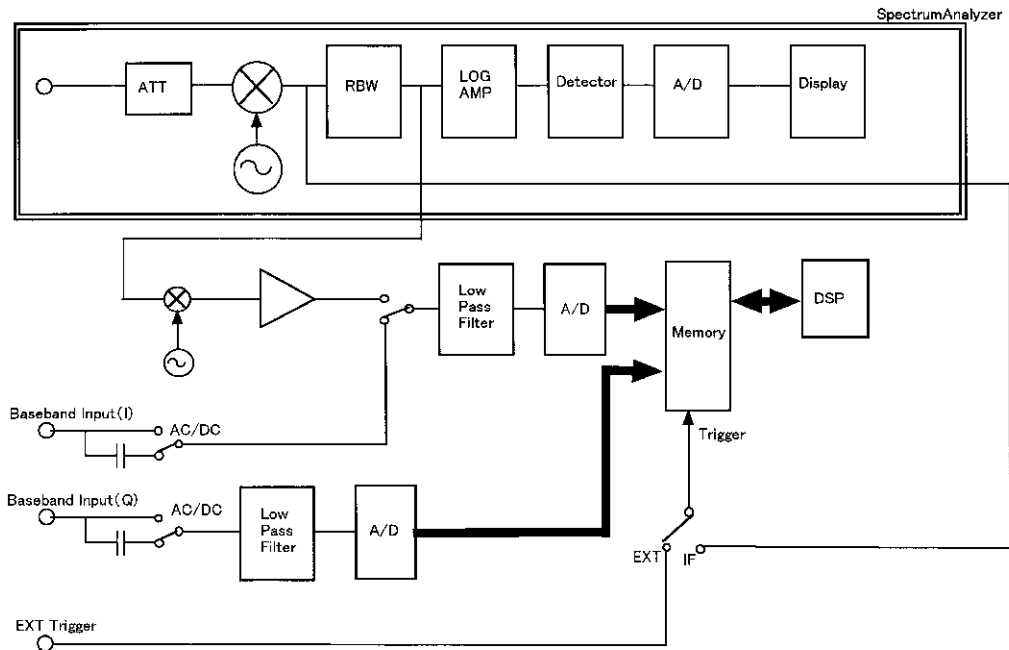 SpectrumAnalyzer
ATT
RBW
LOG
AMP
Detector
A/D
Display
Low
Pass
Filter
A/D
Memory
DSP
Baseband Input(I)
AC/DC
Trigger
Baseband Input(Q)
AC/DC
Low
Pass
Filter
A/D
EXT
IF
EXT Trigger